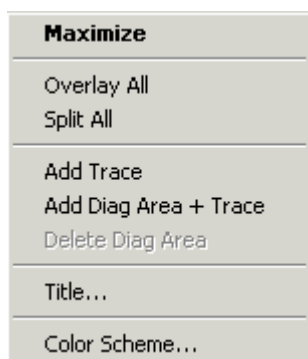 Maximize
Overlay All
Split All
Add Trace
Add Diag Area + Trace
Delete Diag Area
Title...
Color Scheme...